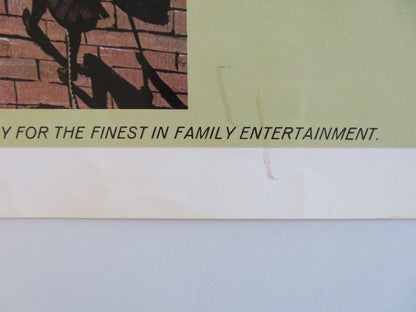 Y FOR THE FINEST IN FAMILY ENTERTAINMENT.